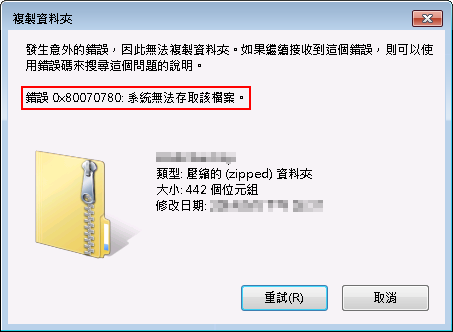 複製資料夾
發生意外的錯誤，因此無法複製資料夾。如果繼續接收到這個錯誤，則可以使
用錯誤碼來搜尋這個問題的說明。
錯誤 0x80070780: 系統無法存取該檔案。
類型: 壓縮的 (zipped) 資料夾
大小: 442 個位元組
修改日期:
重試(R)
取消